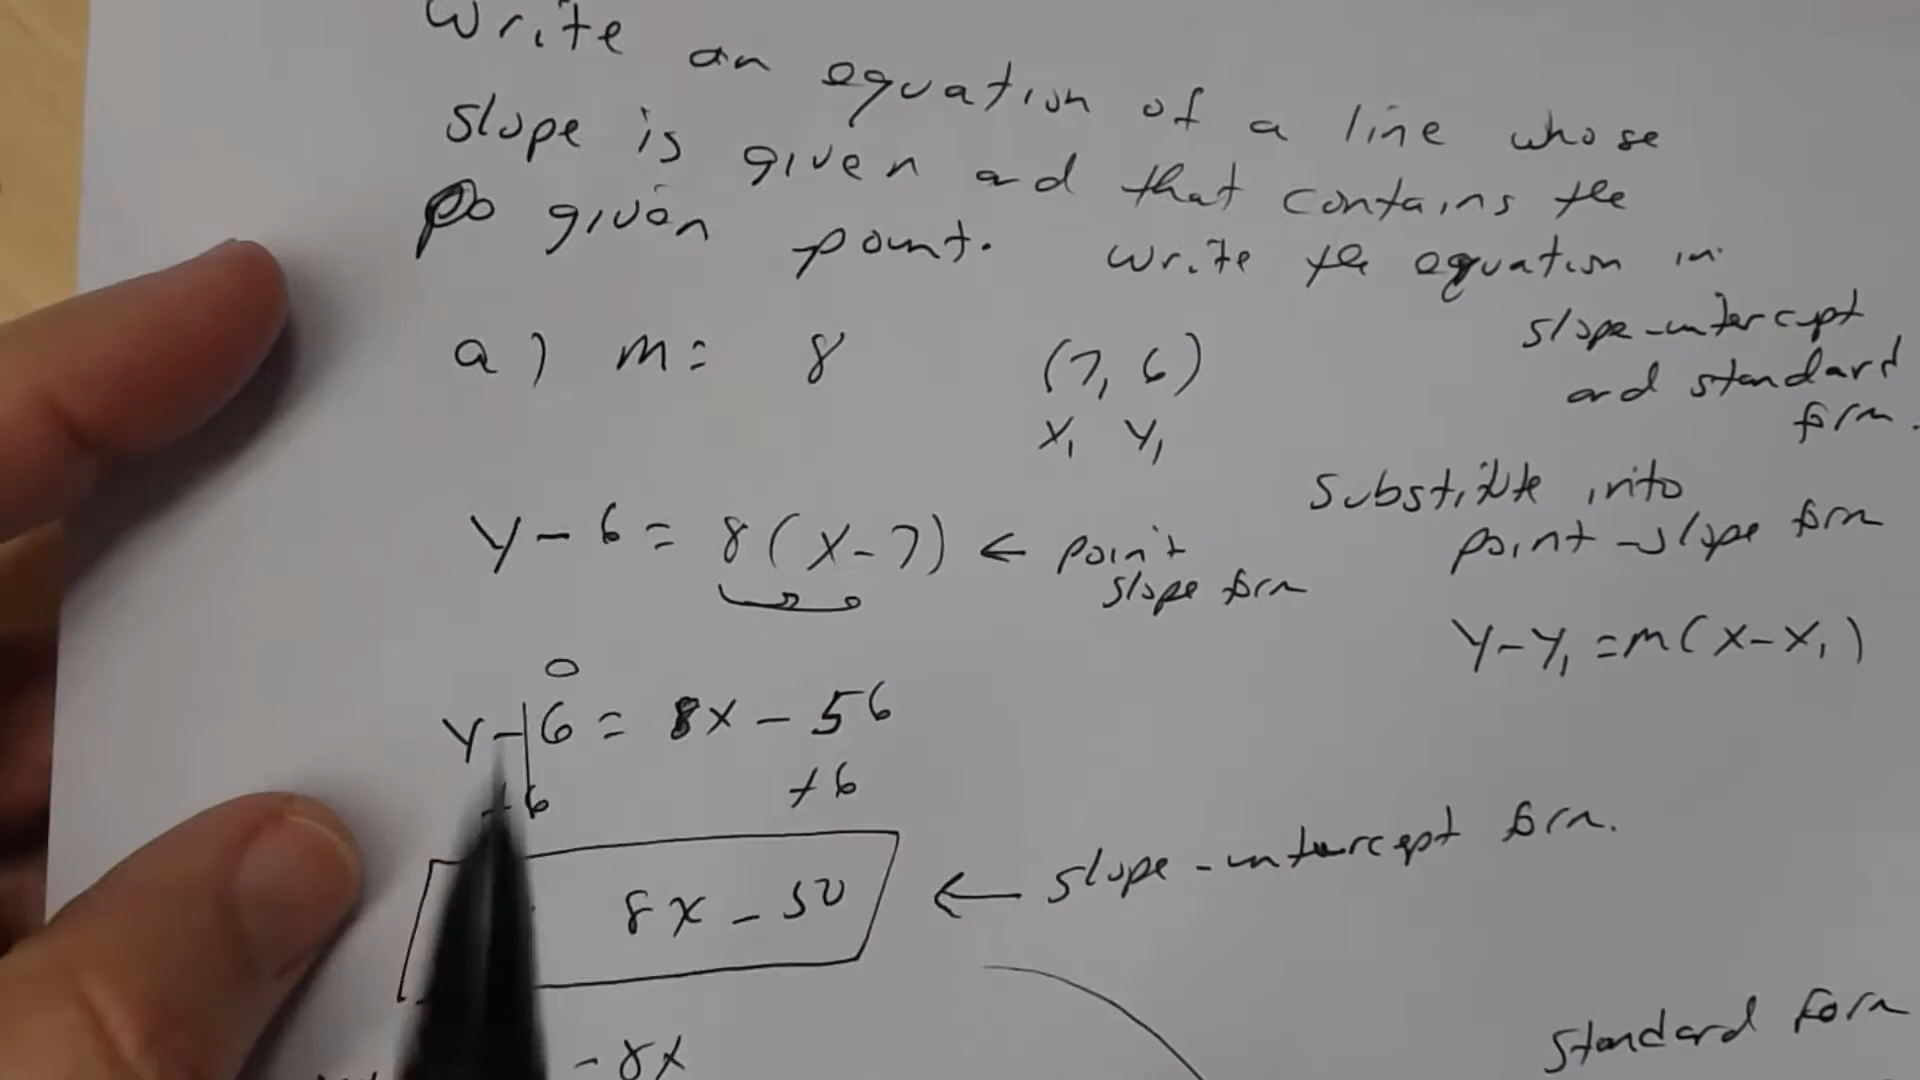 Write an equation of a line whose
slope is given and that contains the
given point. Write the equation in
slope-intercept
and standard
form.
a) m= 8 (7, 6)
x₁ y₁
Substitute into
point-slope form
y-y₁=m(x-x₁)
y-6=8(x-7) ← point
slope form
0
y-6=8x-56
+6 +6
8x-50 ← slope-intercept form.
-8x
Standard Form